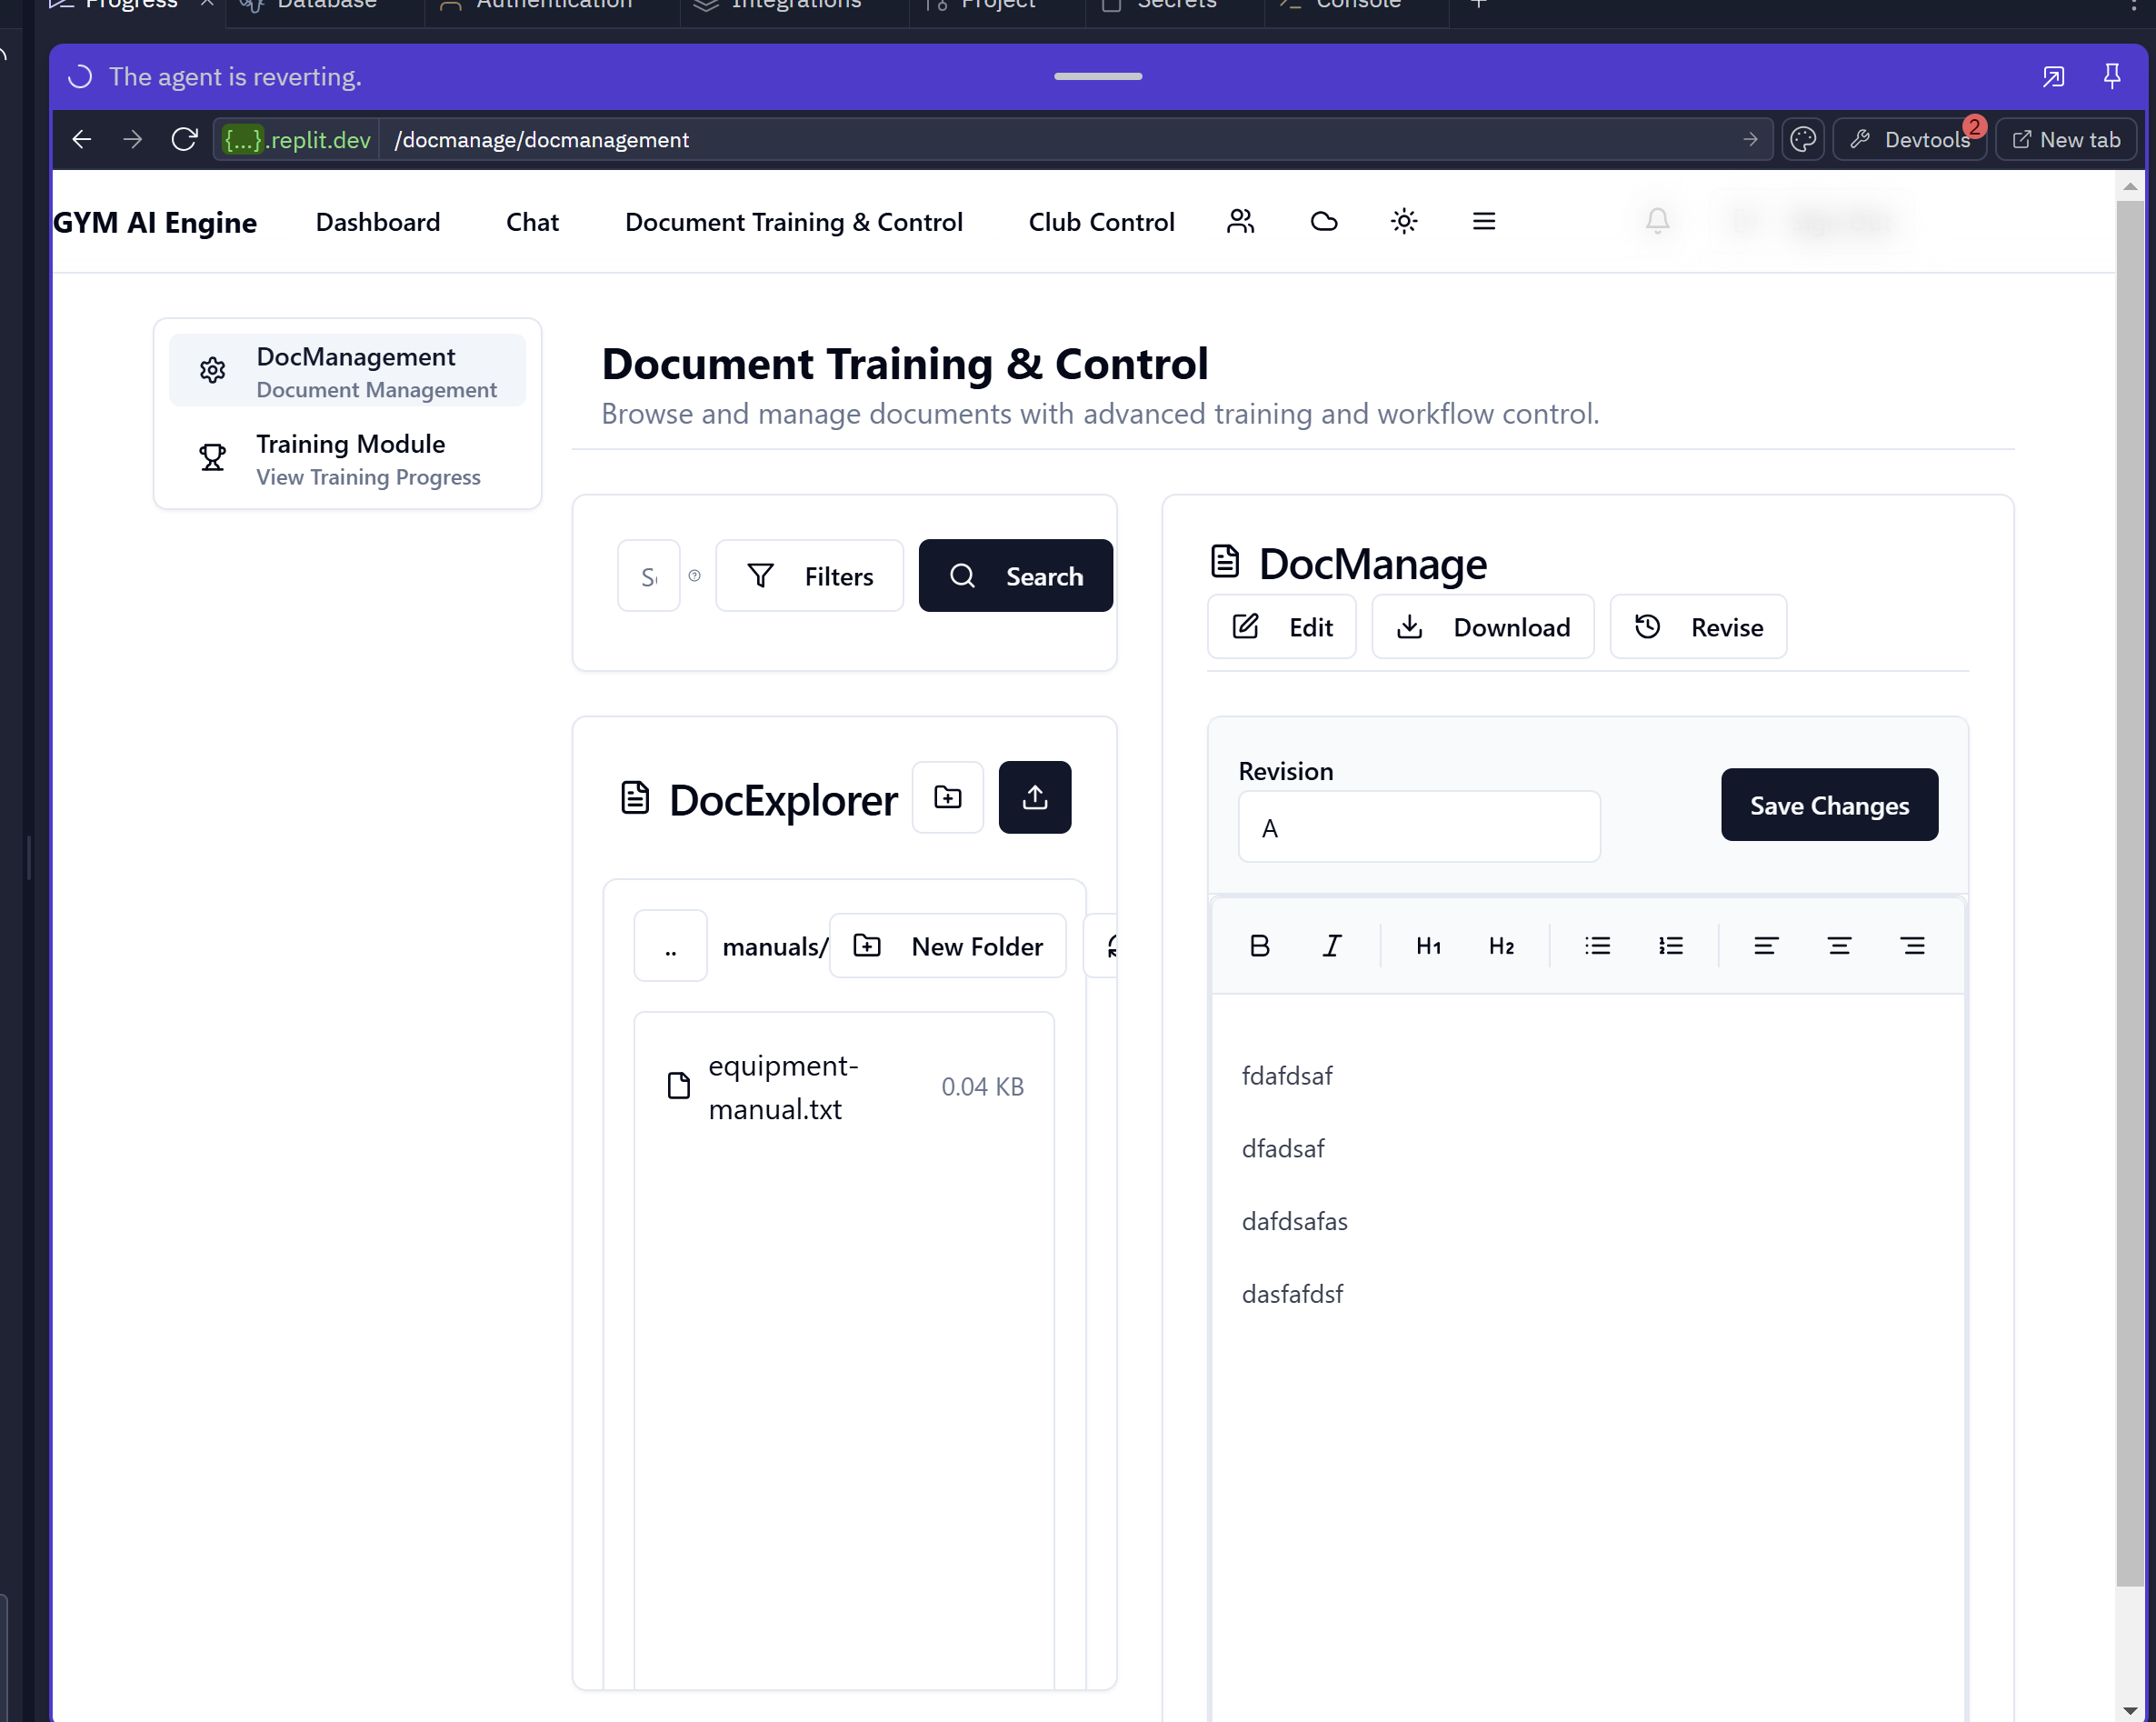 Progress Database Authentication Integrations Project Secrets Console
The agent is reverting.
{...}.replit.dev /docmanage/docmanagement Devtools 2 New tab
GYM AI Engine Dashboard Chat Document Training & Control Club Control
DocManagement
Document Management
Training Module
View Training Progress
Document Training & Control
Browse and manage documents with advanced training and workflow control.
Filters Search
DocExplorer
.. manuals/ New Folder
equipment-
manual.txt
0.04 KB
DocManage
Edit Download Revise
Revision
A
Save Changes
B I H1 H2
fdafdsaf
dfadsaf
dafdsafas
dasfafdsf